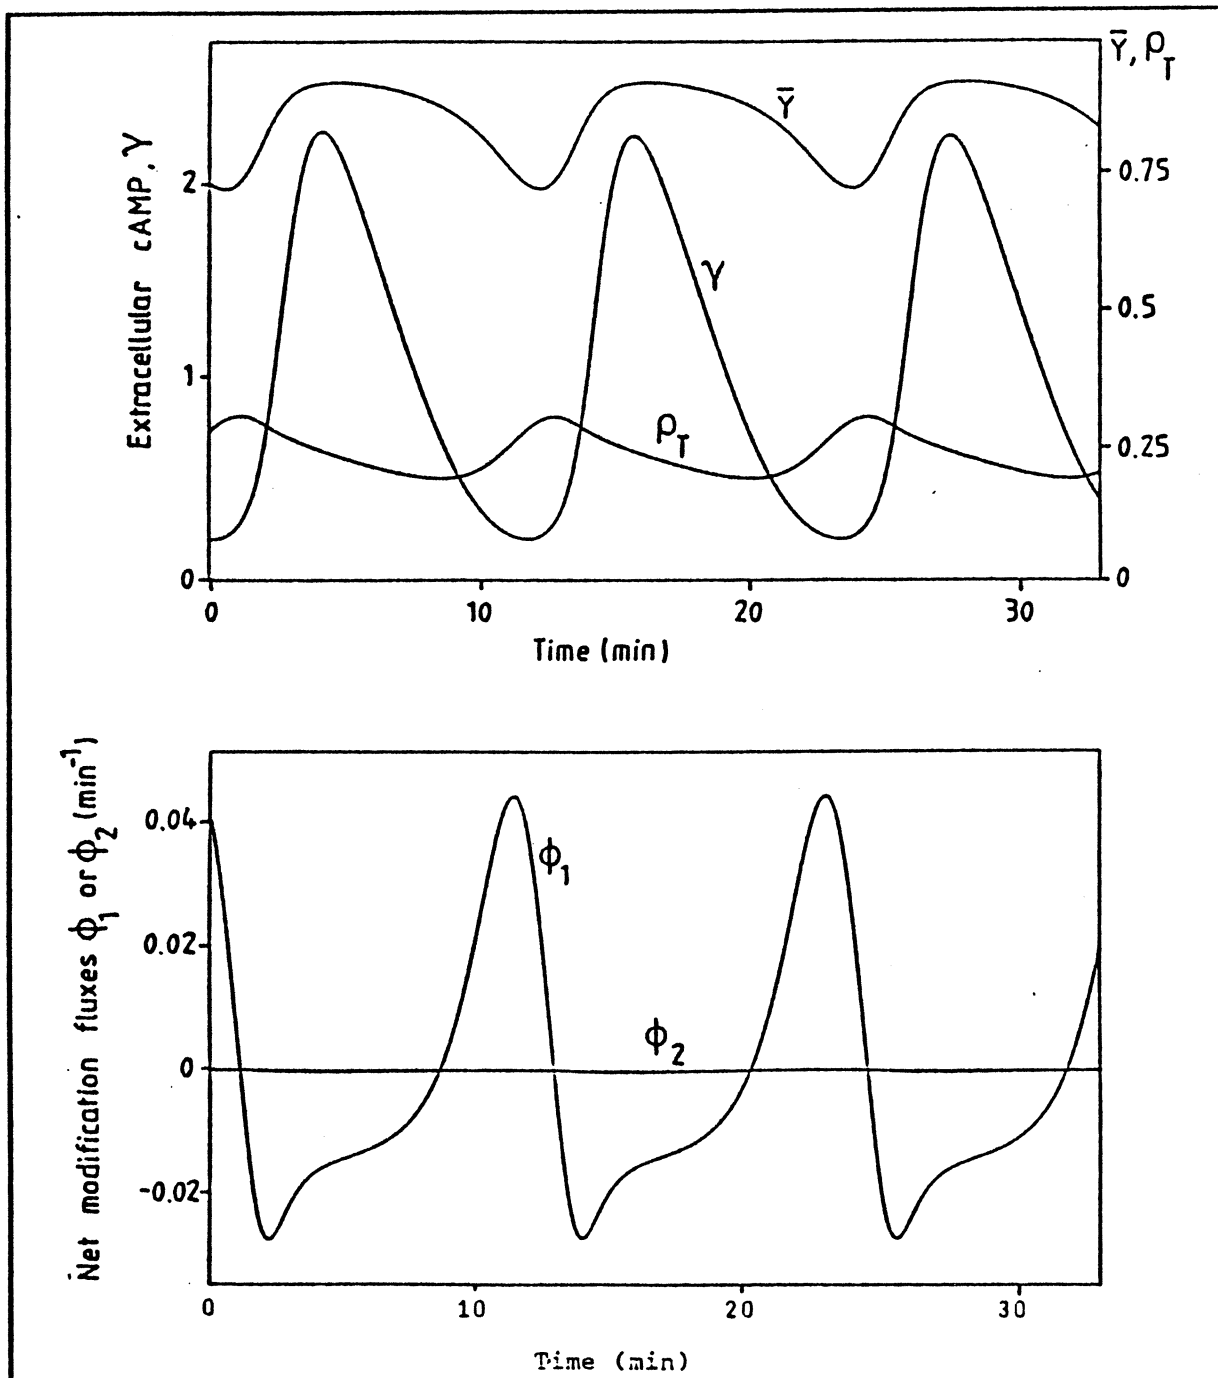 Ȳ, ρ_T
Extracellular cAMP, γ
2
1
0
Ȳ
γ
ρ_T
0.75
0.5
0.25
0
0
10
20
30
Time (min)
Net modification fluxes ϕ₁ or ϕ₂ (min⁻¹)
0.04
0.02
0
-0.02
ϕ₁
ϕ₂
0
10
20
30
Time (min)